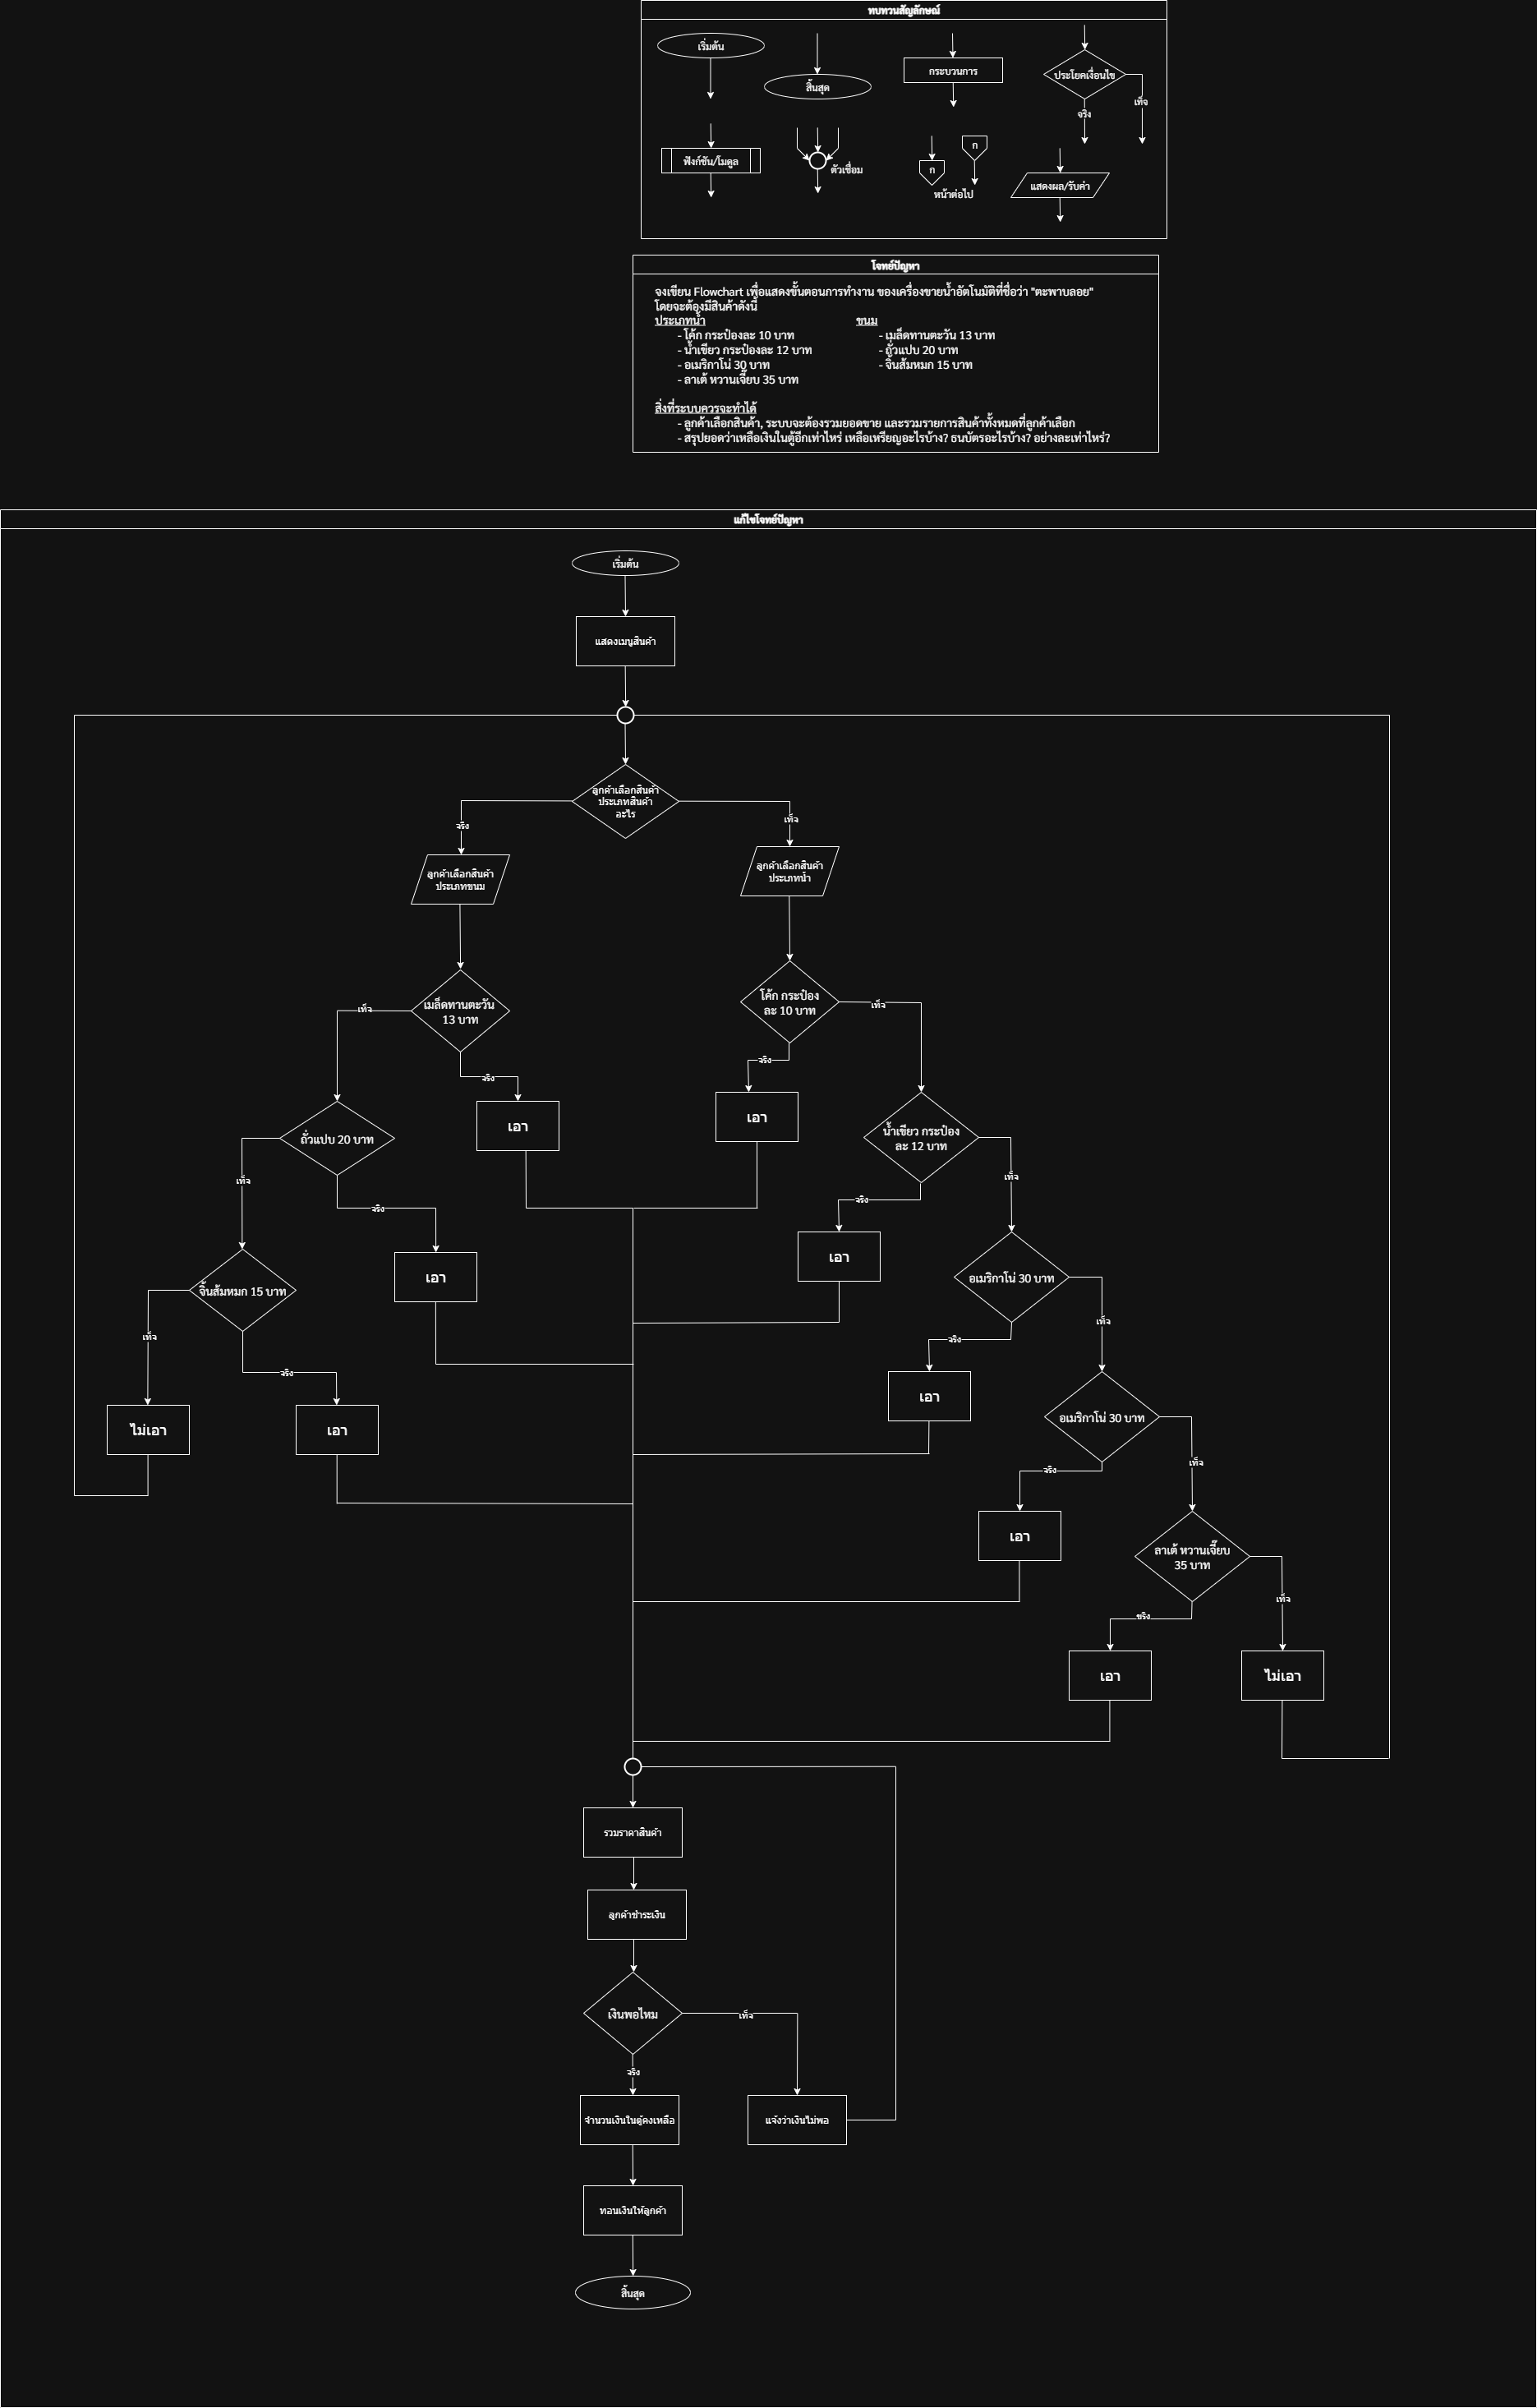 ทบทวนสัญลักษณ์
เริ่มต้น
สิ้นสุด
กระบวนการ
ประโยคเงื่อนไข
เท็จ
จริง
ฟังก์ชัน/โมดูล
ตัวเชื่อม
ก
ก
หน้าต่อไป
แสดงผล/รับค่า
โจทย์ปัญหา
จงเขียน Flowchart เพื่อแสดงขั้นตอนการทำงาน ของเครื่องขายน้ำอัตโนมัติที่ชื่อว่า "ตะพาบลอย"
โดยจะต้องมีสินค้าดังนี้
ประเภทน้ำ
- โค้ก กระป๋องละ 10 บาท
- น้ำเขียว กระป๋องละ 12 บาท
- อเมริกาโน่ 30 บาท
- ลาเต้ หวานเจี๊ยบ 35 บาท
ขนม
- เมล็ดทานตะวัน 13 บาท
- ถั่วแปบ 20 บาท
- จิ้นส้มหมก 15 บาท
สิ่งที่ระบบควรจะทำได้
- ลูกค้าเลือกสินค้า, ระบบจะต้องรวมยอดขาย และรวมรายการสินค้าทั้งหมดที่ลูกค้าเลือก
- สรุปยอดว่าเหลือเงินในตู้อีกเท่าไหร่ เหลือเหรียญอะไรบ้าง? ธนบัตรอะไรบ้าง? อย่างละเท่าไหร่?
แก้ไขโจทย์ปัญหา
เริ่มต้น
แสดงเมนูสินค้า
ลูกค้าเลือกสินค้า
ประเภทสินค้า
อะไร
จริง
เท็จ
ลูกค้าเลือกสินค้า
ประเภทขนม
ลูกค้าเลือกสินค้า
ประเภทน้ำ
เมล็ดทานตะวัน
13 บาท
เท็จ
จริง
โค้ก กระป๋อง
ละ 10 บาท
เท็จ
จริง
เอา
เอา
ถั่วแปบ 20 บาท
เท็จ
จริง
น้ำเขียว กระป๋อง
ละ 12 บาท
เท็จ
จริง
เอา
เอา
จิ้นส้มหมก 15 บาท
เท็จ
จริง
อเมริกาโน่ 30 บาท
เท็จ
จริง
ไม่เอา
เอา
เอา
อเมริกาโน่ 30 บาท
เท็จ
จริง
เอา
ลาเต้ หวานเจี๊ยบ
35 บาท
เท็จ
จริง
เอา
ไม่เอา
รวมราคาสินค้า
ลูกค้าชำระเงิน
เงินพอไหม
เท็จ
จริง
จำนวนเงินในตู้คงเหลือ
แจ้งว่าเงินไม่พอ
ทอนเงินให้ลูกค้า
สิ้นสุด